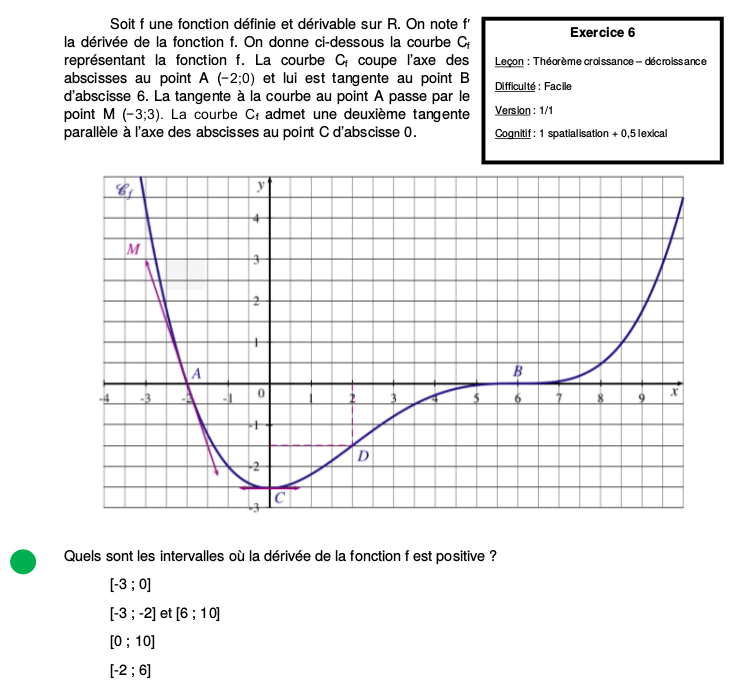 Soit f une fonction définie et dérivable sur R. On note f'
la dérivée de la fonction f. On donne ci-dessous la courbe Cf
représentant la fonction f. La courbe Cf coupe l'axe des
abscisses au point A (−2;0) et lui est tangente au point B
d'abscisse 6. La tangente à la courbe au point A passe par le
point M (−3;3). La courbe Cf admet une deuxième tangente
parallèle à l'axe des abscisses au point C d'abscisse 0.
Exercice 6
Leçon : Théorème croissance – décroissance
Difficulté : Facile
Version : 1/1
Cognitif : 1 spatialisation + 0,5 lexical
𝒞f
y
4
M
3
2
1
A
B
-4 -3 -2 -1 0 1 2 3 4 5 6 7 8 9 x
-1
D
-2
C
-3
Quels sont les intervalles où la dérivée de la fonction f est positive ?
[-3 ; 0]
[-3 ; -2] et [6 ; 10]
[0 ; 10]
[-2 ; 6]